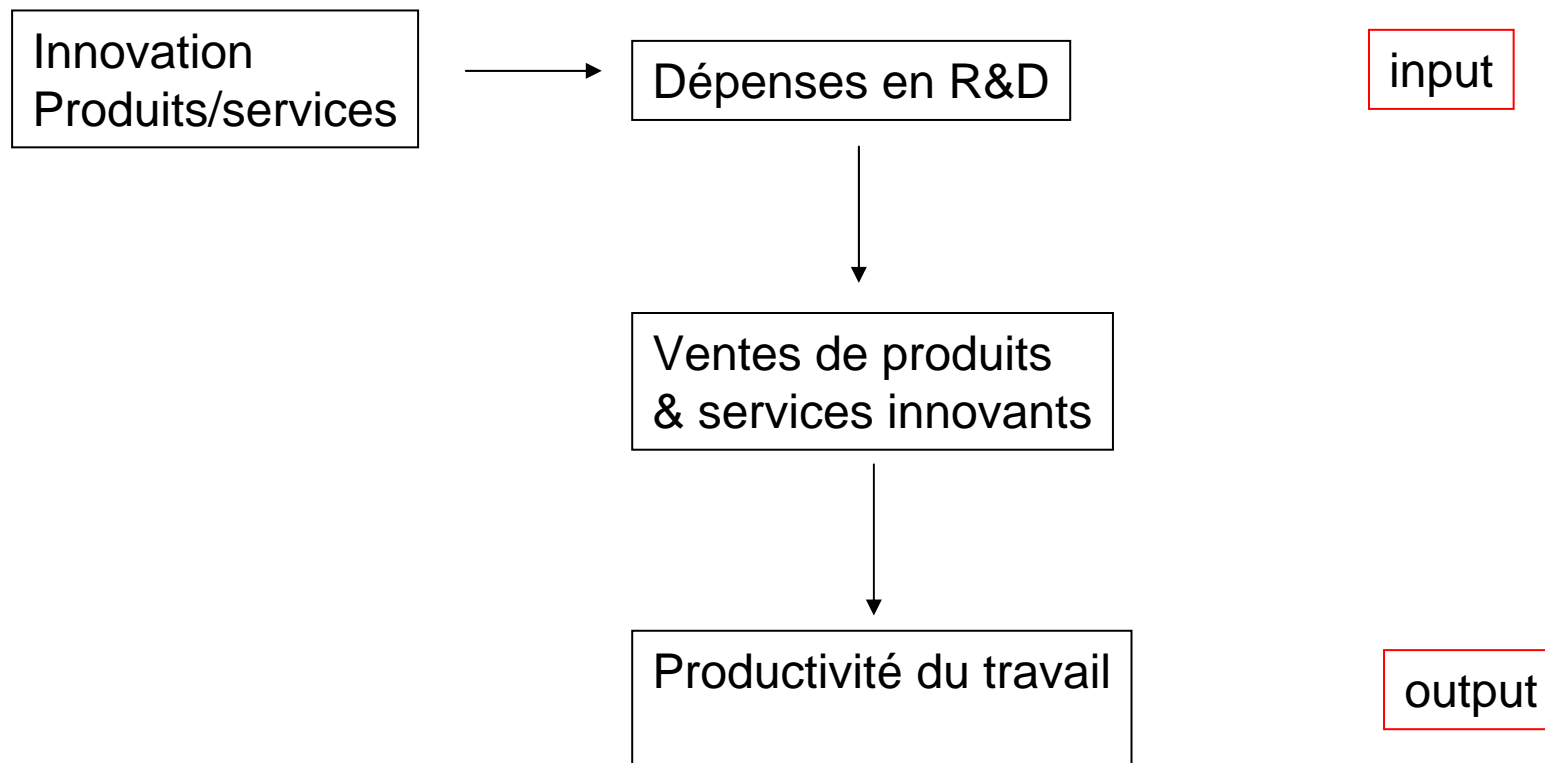 Innovation
Produits/services
Dépenses en R&D
input
Ventes de produits
& services innovants
Productivité du travail
output